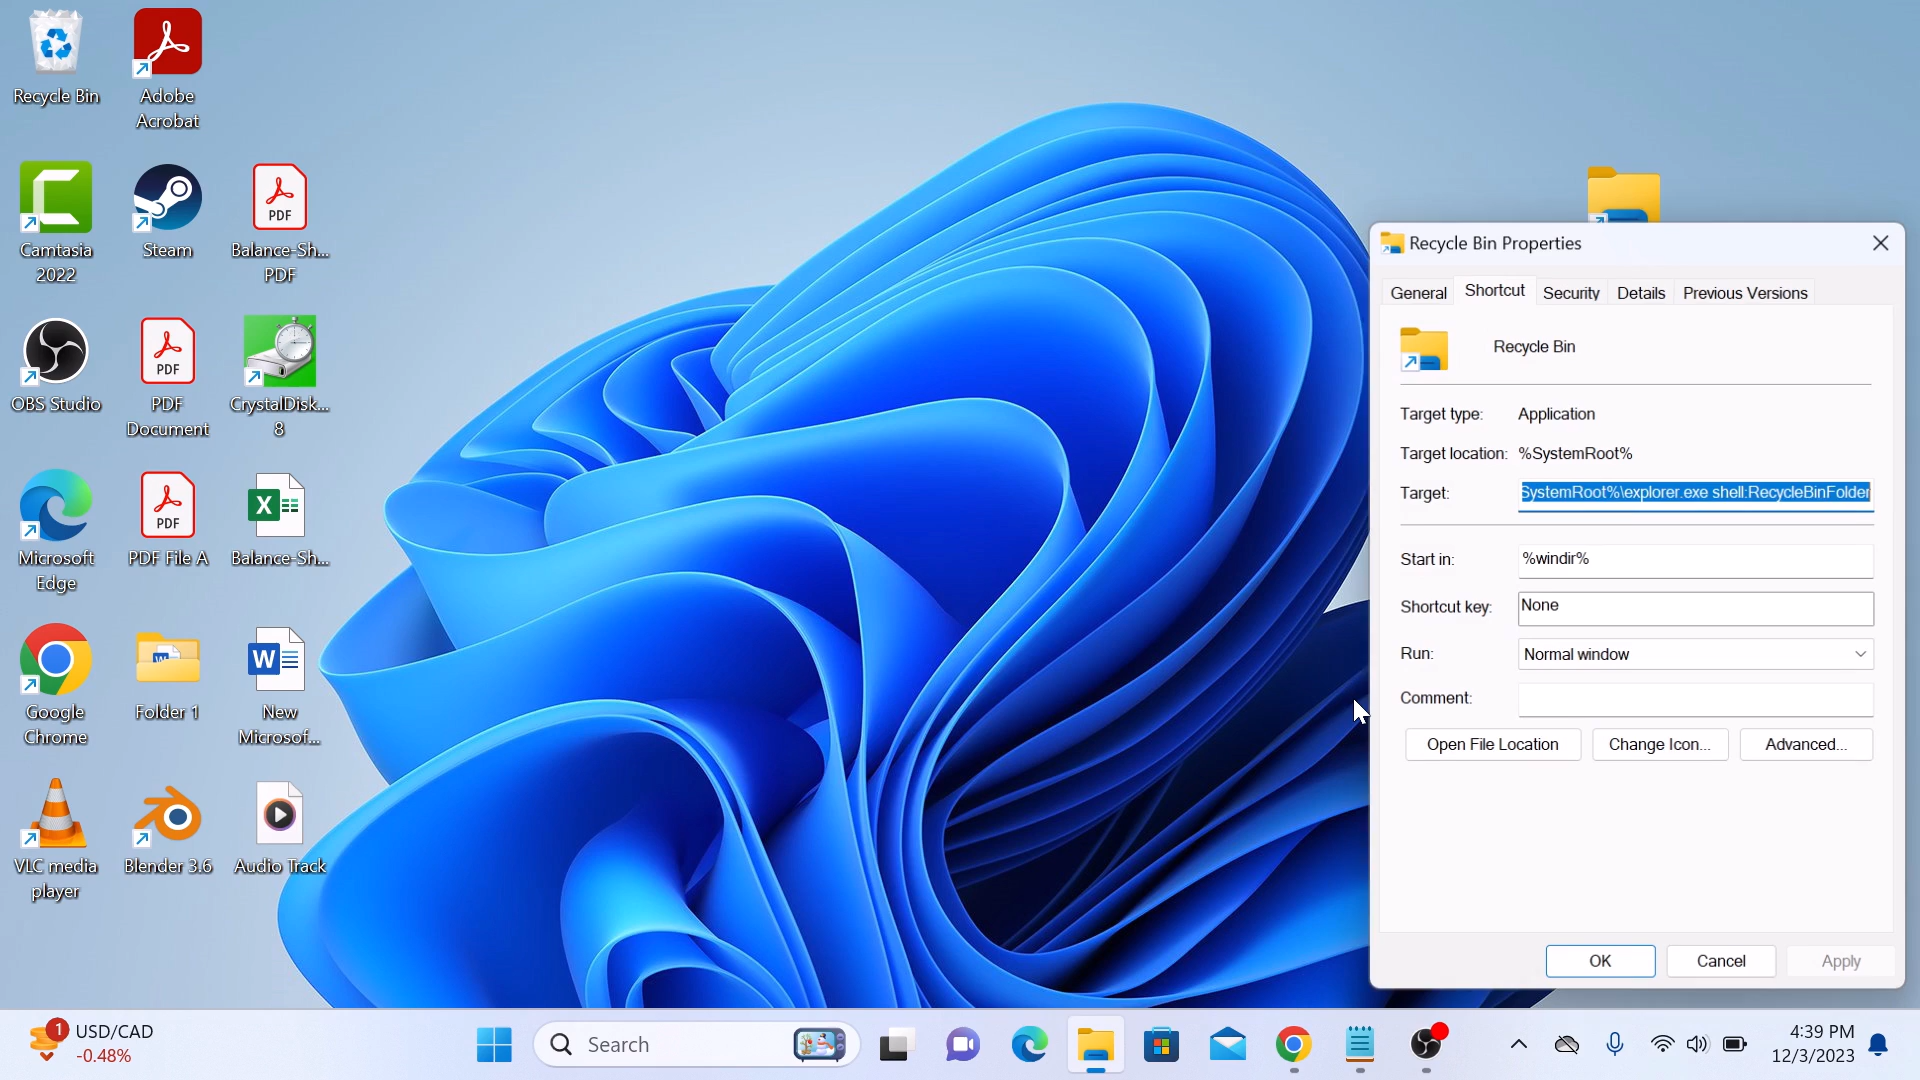 Recycle Bin
Adobe
Acrobat
Camtasia
2022
Steam
PDF
Balance-Sh...
PDF
OBS Studio
PDF
PDF
Document
CrystalDisk...
8
Microsoft
Edge
PDF
PDF File A
X
Balance-Sh...
Google
Chrome
W
Folder 1
W
New
Microsof...
VLC media
player
Blender 3.6
Audio Track
Recycle Bin Properties
General
Shortcut
Security
Details
Previous Versions
Recycle Bin
Target type:
Application
Target location:
%SystemRoot%
Target:
SystemRoot%\explorer.exe shell:RecycleBinFolder
Start in:
%windir%
Shortcut key:
None
Run:
Normal window
Comment:
Open File Location
Change Icon...
Advanced...
OK
Cancel
Apply
1
USD/CAD
-0.48%
Search
4:39 PM
12/3/2023